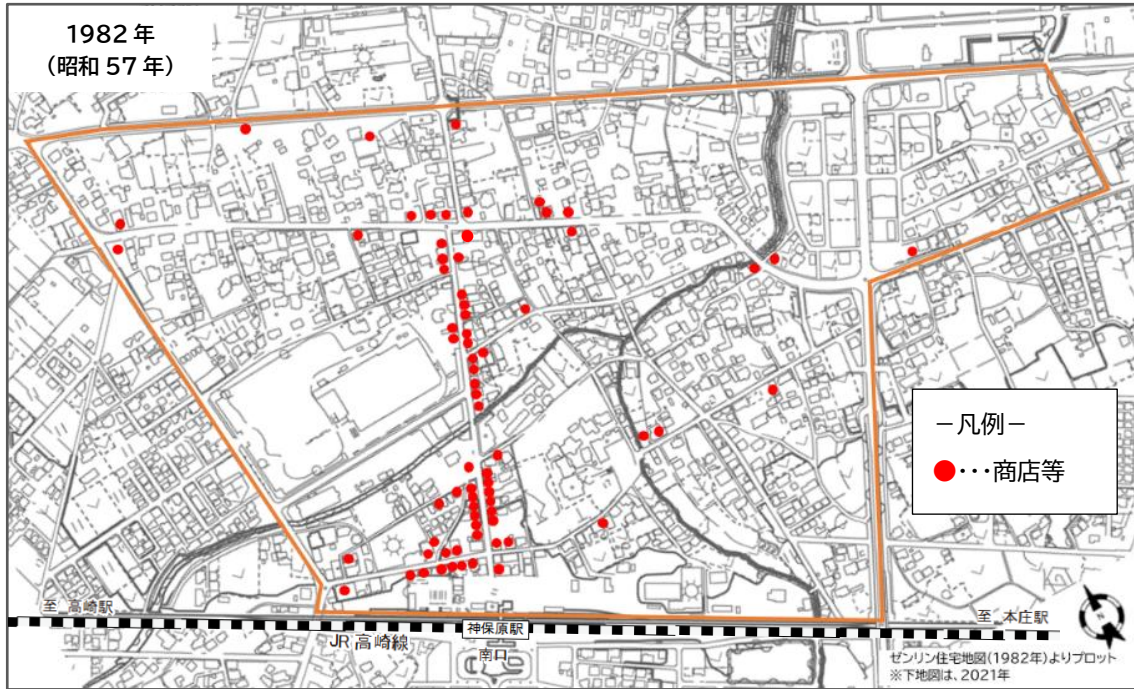 1982年
(昭和57年)
－凡例－
●・・・商店等
至 高崎駅
JR高崎線
神保原駅
南口
至 本庄駅
N
ゼンリン住宅地図(1982年)よりプロット
※下地図は、2021年